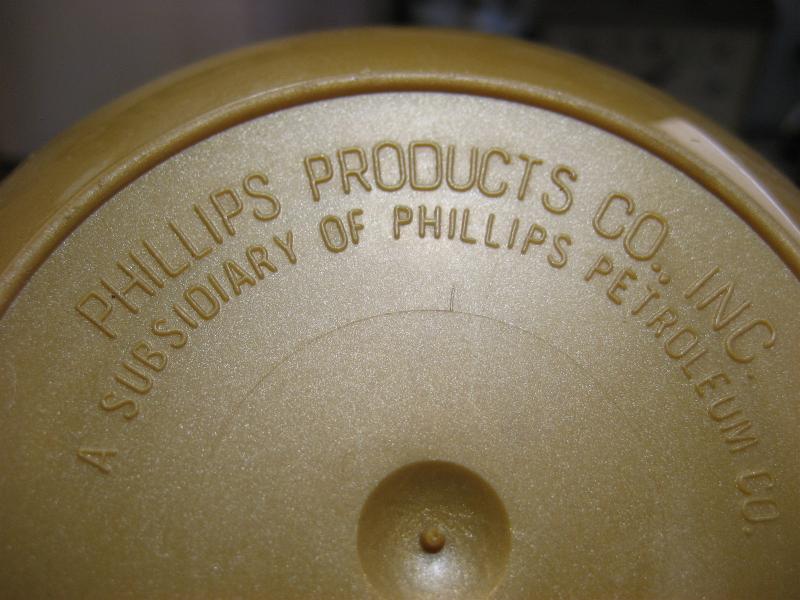 PHILLIPS PRODUCTS CO., INC.
A SUBSIDIARY OF PHILLIPS PETROLEUM CO.